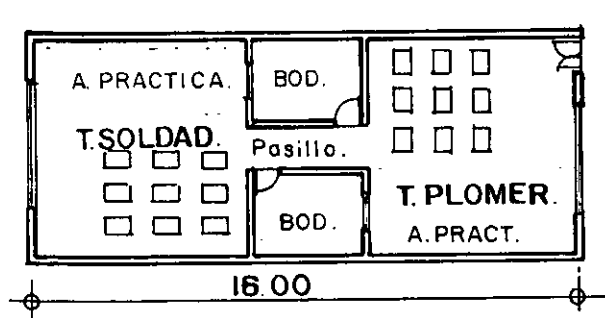 A. PRACTICA.
BOD.
T. SOLDAD.
Pasillo.
T. PLOMER.
BOD.
A. PRACT.
16.00